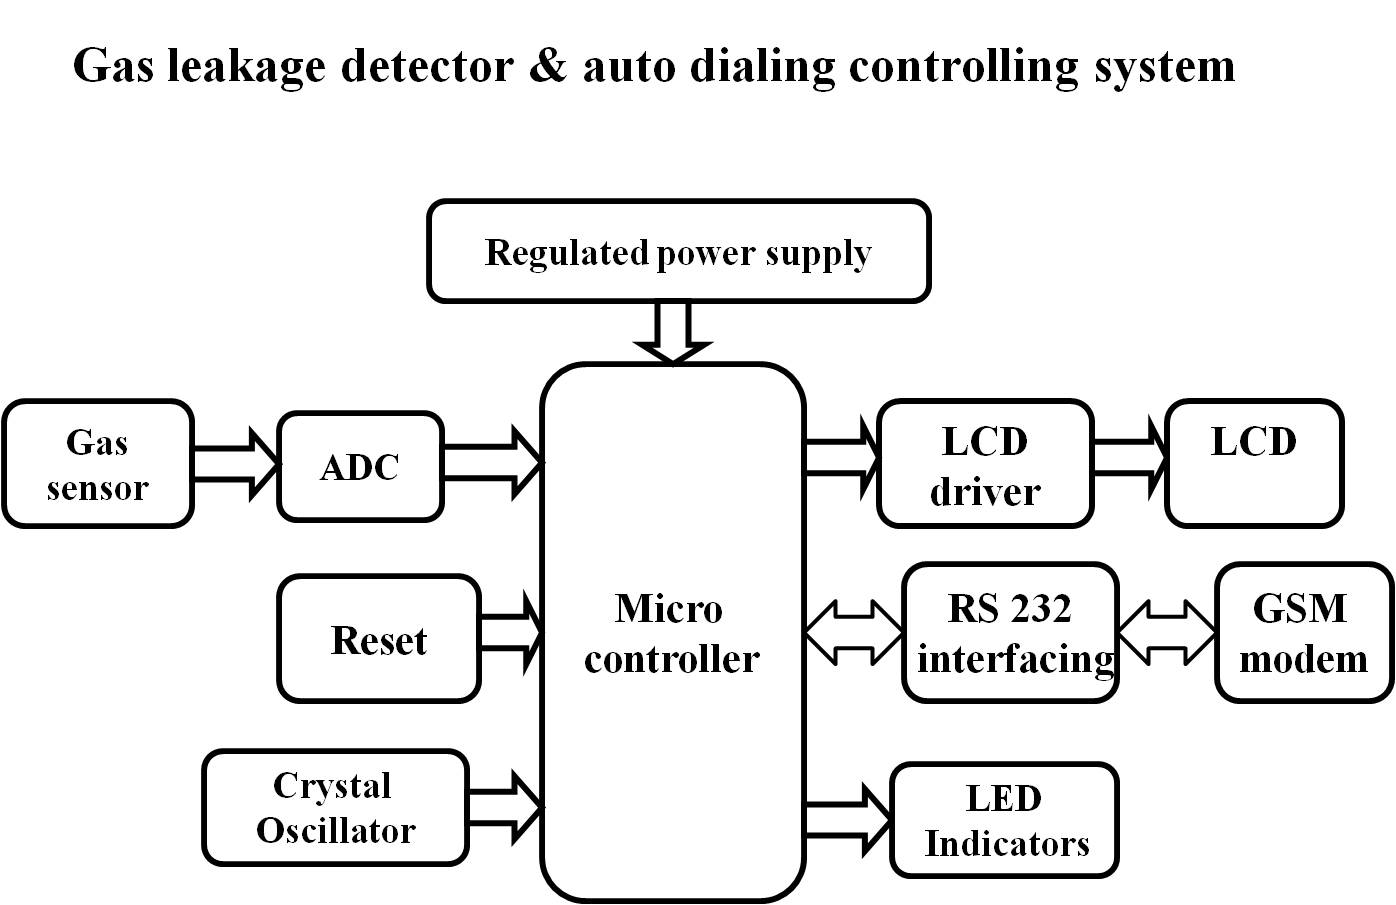 Gas leakage detector & auto dialing controlling system
Regulated power supply
Gas
sensor
ADC
LCD
driver
LCD
Reset
Micro
controller
RS 232
interfacing
GSM
modem
Crystal
Oscillator
LED
Indicators